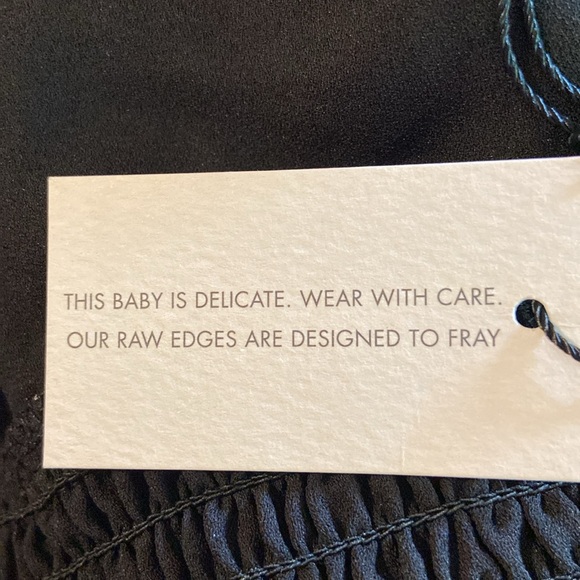 THIS BABY IS DELICATE. WEAR WITH CARE.
OUR RAW EDGES ARE DESIGNED TO FRAY